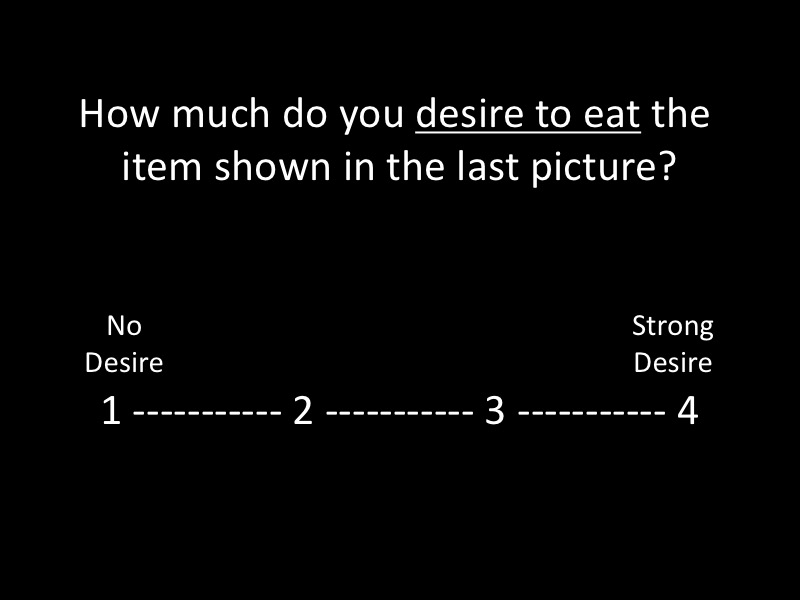 How much do you desire to eat the
item shown in the last picture?
No
Desire
Strong
Desire
1 ----------- 2 ----------- 3 ----------- 4